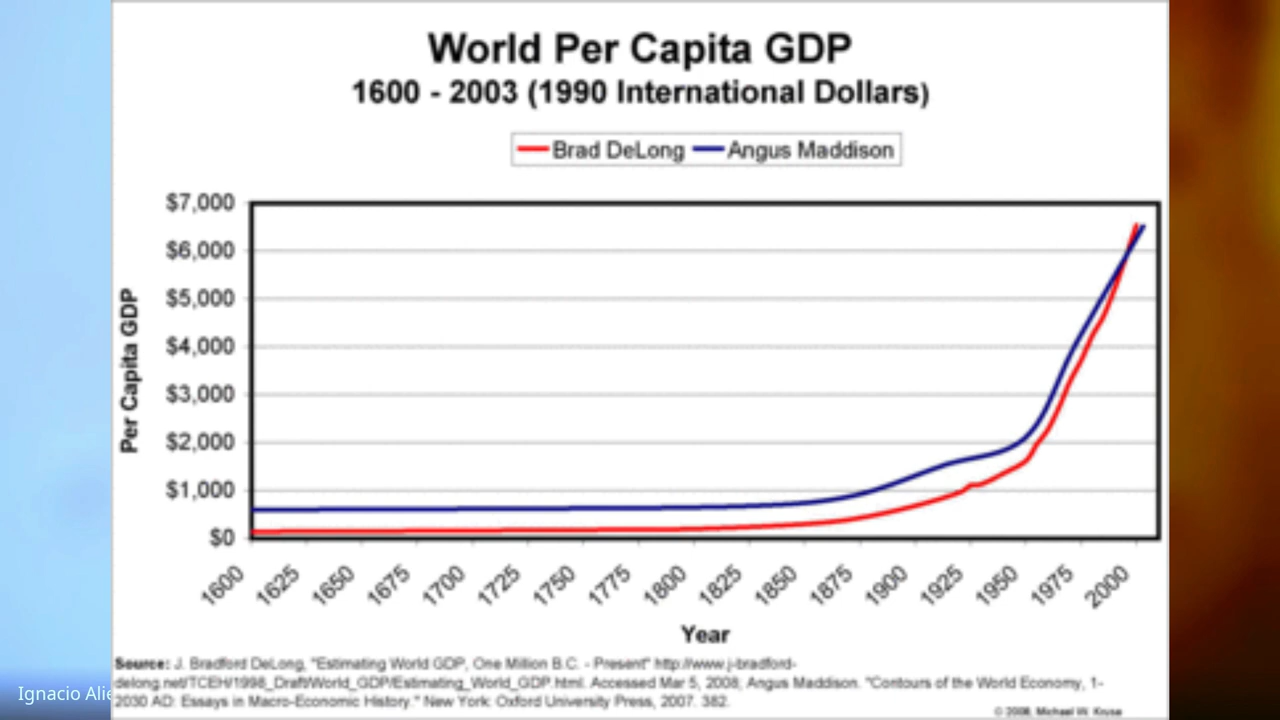 World Per Capita GDP
1600 - 2003 (1990 International Dollars)
Brad DeLong Angus Maddison
$7,000
$6,000
$5,000
$4,000
$3,000
$2,000
$1,000
$0
Per Capita GDP
1600 1625 1650 1675 1700 1725 1750 1775 1800 1825 1850 1875 1900 1925 1950 1975 2000
Year
Source: J. Bradford DeLong, "Estimating World GDP, One Million B.C. - Present" http://www.j-bradford-
delong.net/TCEH/1998_Draft/World_GDP/Estimating_World_GDP.html. Accessed Mar 5, 2008; Angus Maddison. "Contours of the World Economy, 1-
2030 AD: Essays in Macro-Economic History." New York: Oxford University Press, 2007. 382.
© 2008, Michael W. Kruse
Ignacio Alie